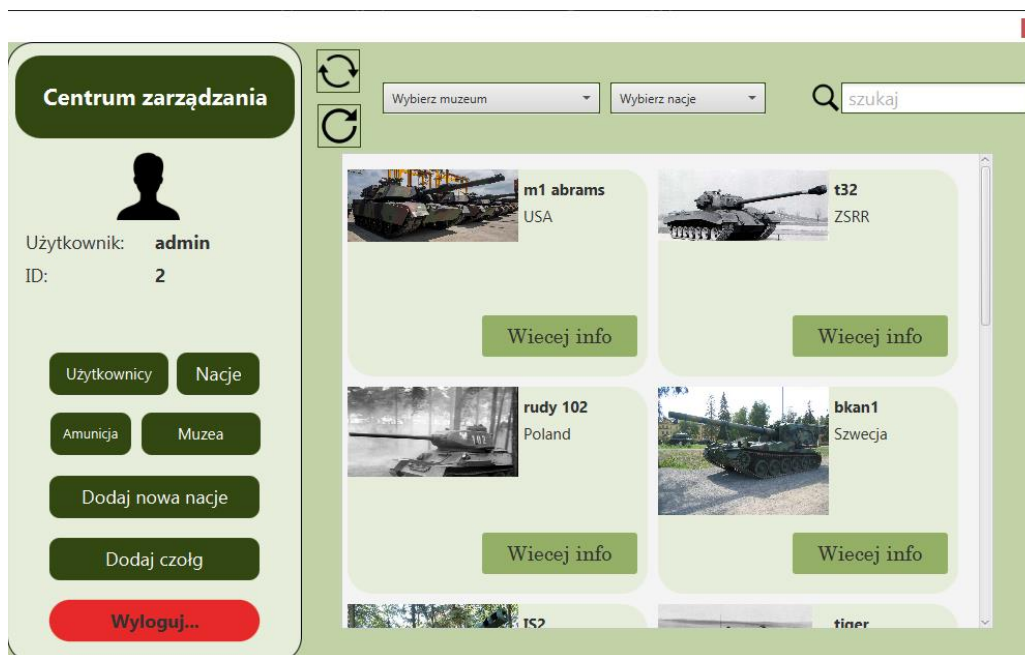 Centrum zarządzania
Użytkownik: admin
ID: 2
Użytkownicy
Nacje
Amunicja
Muzea
Dodaj nowa nacje
Dodaj czołg
Wyloguj...
Wybierz muzeum
Wybierz nacje
szukaj
m1 abrams
USA
Wiecej info
t32
ZSRR
Wiecej info
rudy 102
Poland
Wiecej info
bkan1
Szwecja
Wiecej info
IS2
tiger